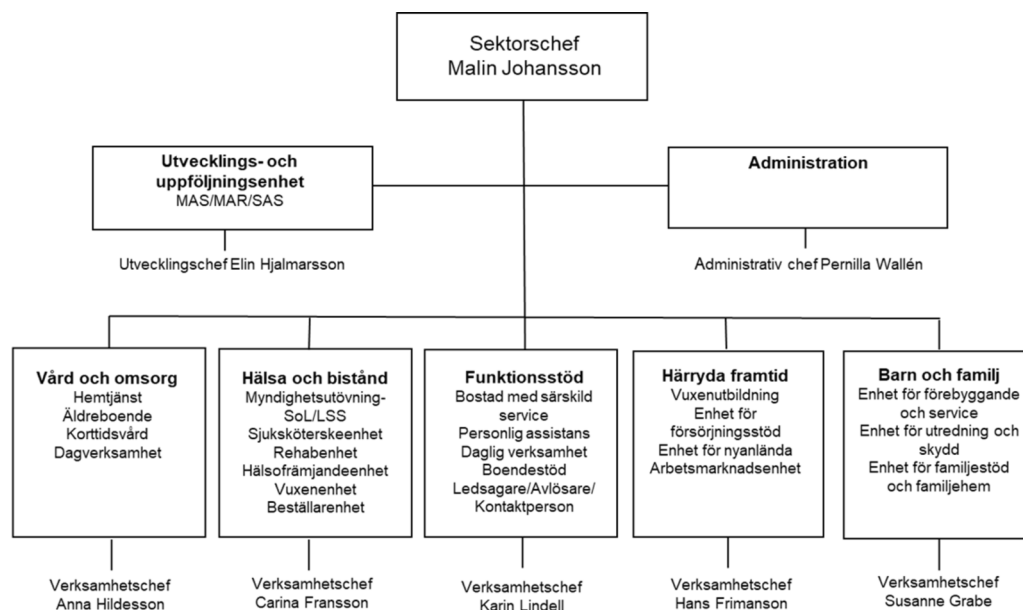 Sektorschef
Malin Johansson
Utvecklings- och
uppföljningsenhet
MAS/MAR/SAS
Utvecklingschef Elin Hjalmarsson
Administration
Administrativ chef Pernilla Wallén
Vård och omsorg
Hemtjänst
Äldreboende
Korttidsvård
Dagverksamhet
Verksamhetschef
Anna Hildesson
Hälsa och bistånd
Myndighetsutövning-
SoL/LSS
Sjuksköterskeenhet
Rehabenhet
Hälsofrämjandeenhet
Vuxenenhet
Beställarenhet
Verksamhetschef
Carina Fransson
Funktionsstöd
Bostad med särskild
service
Personlig assistans
Daglig verksamhet
Boendestöd
Ledsagare/Avlösare/
Kontaktperson
Verksamhetschef
Karin Lindell
Härryda framtid
Vuxenutbildning
Enhet för
försörjningsstöd
Enhet för nyanlända
Arbetsmarknadsenhet
Verksamhetschef
Hans Frimanson
Barn och familj
Enhet för förebyggande
och service
Enhet för utredning och
skydd
Enhet för familjestöd
och familjehem
Verksamhetschef
Susanne Grabe